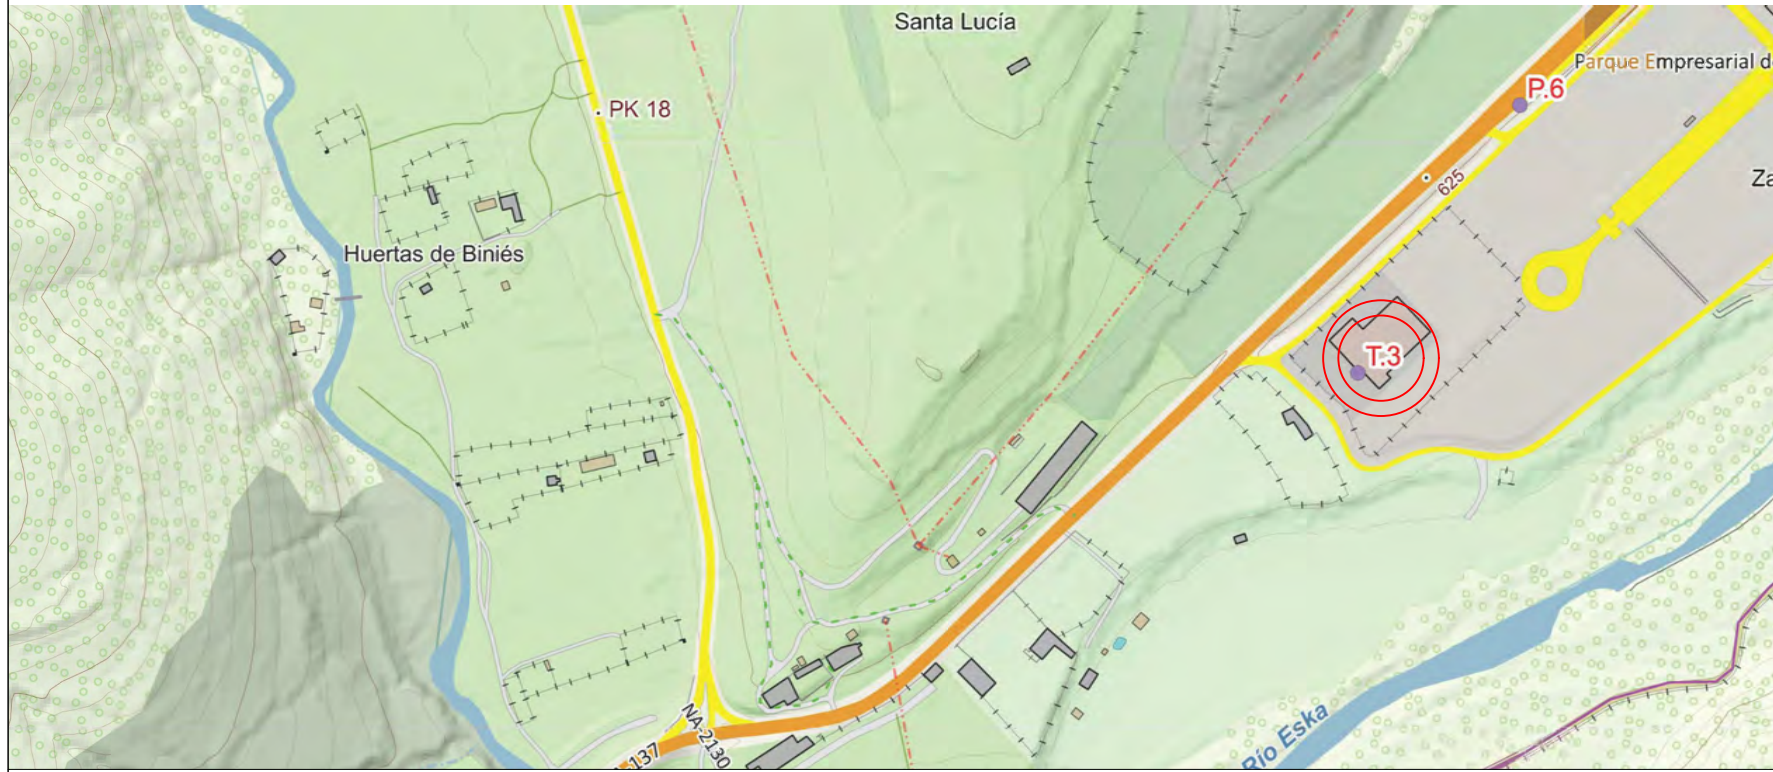 Santa Lucía
Parque Empresarial d
P.6
PK 18
625
Za
Huertas de Biniés
T.3
NA-2130
137
Río Eska